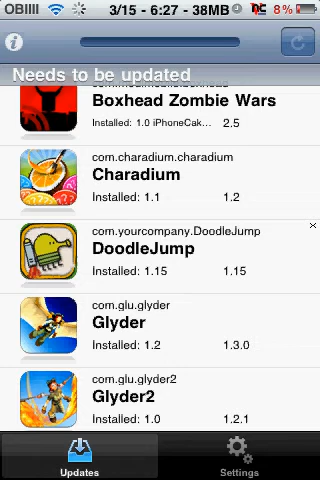 OBIIII 3/15 - 6:27 - 38MB 8%
Needs to be updated
Boxhead Zombie Wars
Installed: 1.0 iPhoneCak... 2.5
com.charadium.charadium
Charadium
Installed: 1.1 1.2
com.yourcompany.DoodleJump
DoodleJump
Installed: 1.15 1.15
com.glu.glyder
Glyder
Installed: 1.2 1.3.0
com.glu.glyder2
Glyder2
Installed: 1.0 1.2.1
Updates Settings